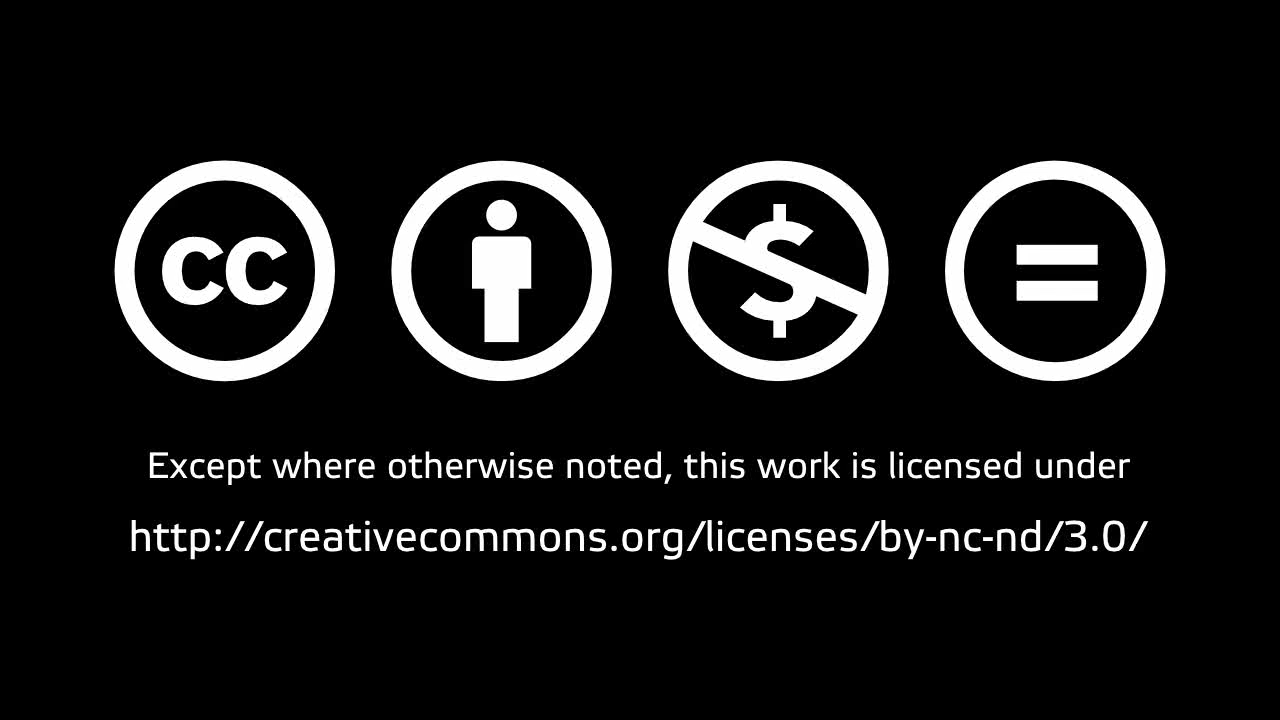 cc
Except where otherwise noted, this work is licensed under
http://creativecommons.org/licenses/by-nc-nd/3.0/